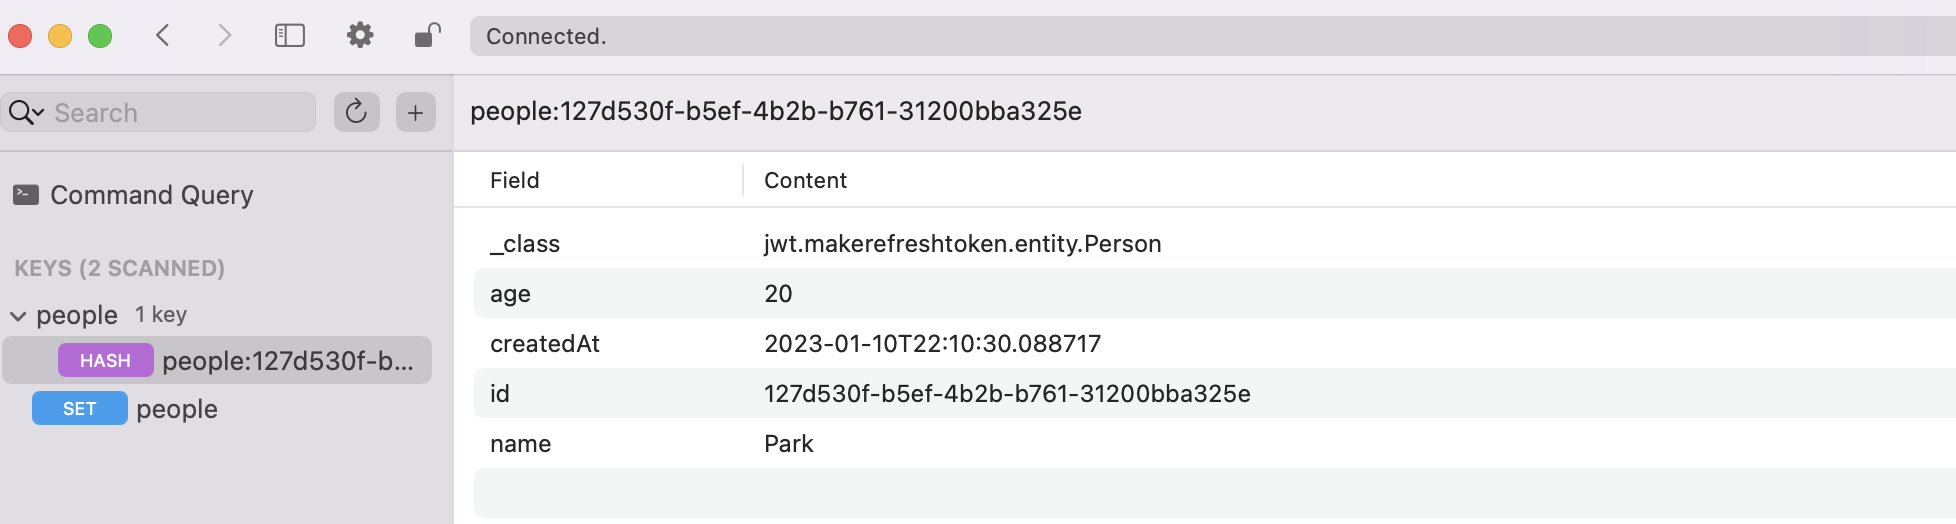 Connected.
Search
people:127d530f-b5ef-4b2b-b761-31200bba325e
Command Query
KEYS (2 SCANNED)
people 1 key
HASH people:127d530f-b...
SET people
Field Content
_class jwt.makerefreshtoken.entity.Person
age 20
createdAt 2023-01-10T22:10:30.088717
id 127d530f-b5ef-4b2b-b761-31200bba325e
name Park